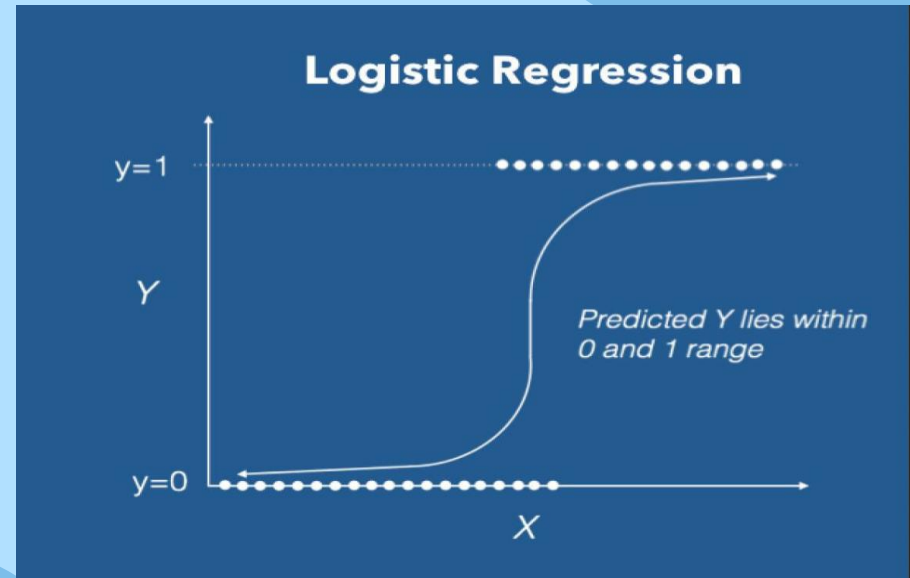 Logistic Regression
y=1
Y
Predicted Y lies within
0 and 1 range
y=0
X